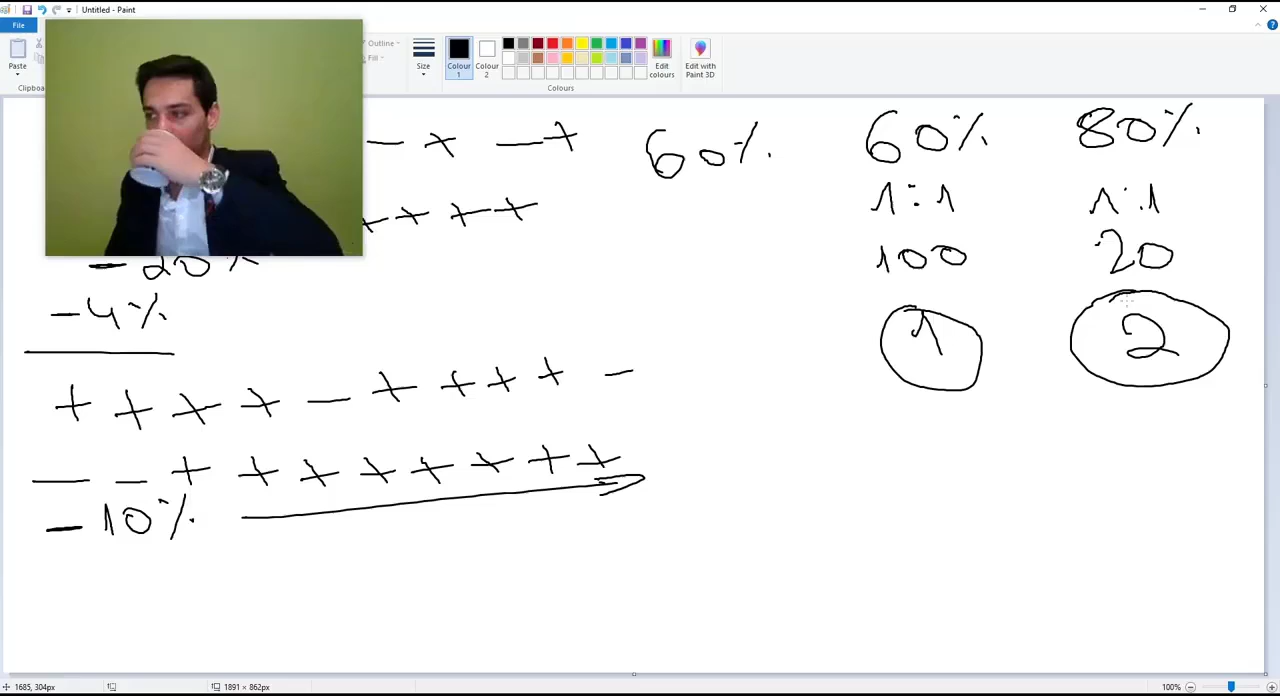 Untitled - Paint
File
Paste
Clipboa
Outline
Fill
Size
Colour 1
Colour 2
Edit colours
Edit with Paint 3D
Colours
- + - + 60% 60% 80%
+ + + + 1:1 1:1
- 20% 100 20
- 4% 1 2
+ + + + - + + + + -
- - + + + + + + + +
- 10%
1685, 304px
1891 × 862px
100%